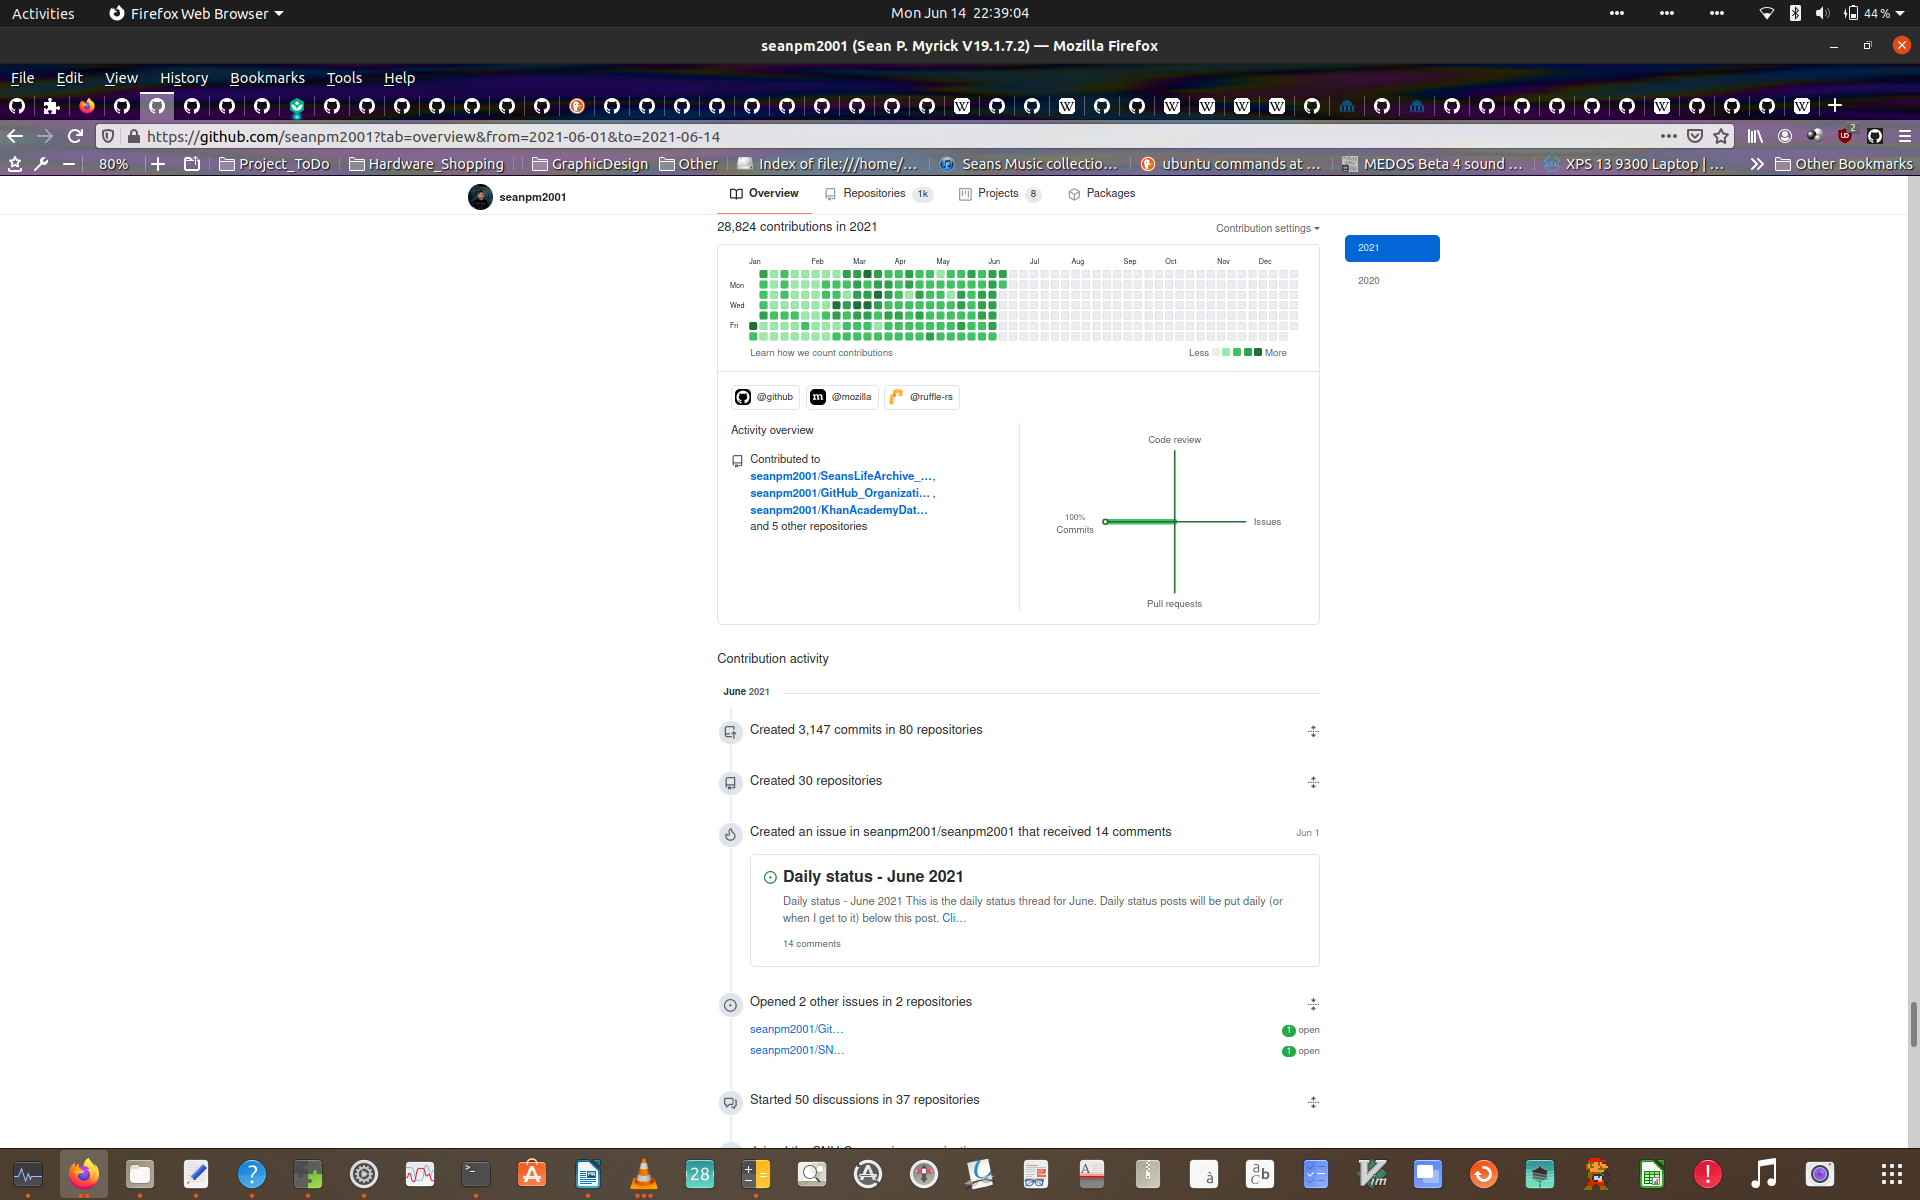 Activities
Firefox Web Browser
Mon Jun 14 22:39:04
44 %
seanpm2001 (Sean P. Myrick V19.1.7.2) — Mozilla Firefox
File Edit View History Bookmarks Tools Help
https://github.com/seanpm2001?tab=overview&from=2021-06-01&to=2021-06-14
2
80%
Project_ToDo
Hardware_Shopping
GraphicDesign
Other
Index of file:///home/…
Seans Music collectio…
ubuntu commands at …
MEDOS Beta 4 sound …
XPS 13 9300 Laptop | …
Other Bookmarks
seanpm2001
Overview
Repositories 1k
Projects 8
Packages
28,824 contributions in 2021
Contribution settings
2021
2020
Jan Feb Mar Apr May Jun Jul Aug Sep Oct Nov Dec
Mon
Wed
Fri
Learn how we count contributions
Less More
@github
@mozilla
@ruffle-rs
Activity overview
Contributed to
seanpm2001/SeansLifeArchive_…,
seanpm2001/GitHub_Organizati… ,
seanpm2001/KhanAcademyDat…
and 5 other repositories
Code review
100%
Commits
Issues
Pull requests
Contribution activity
June 2021
Created 3,147 commits in 80 repositories
Created 30 repositories
Created an issue in seanpm2001/seanpm2001 that received 14 comments
Jun 1
Daily status - June 2021
Daily status - June 2021 This is the daily status thread for June. Daily status posts will be put daily (or
when I get to it) below this post. Cli…
14 comments
Opened 2 other issues in 2 repositories
seanpm2001/Git…
1 open
seanpm2001/SN…
1 open
Started 50 discussions in 37 repositories
28